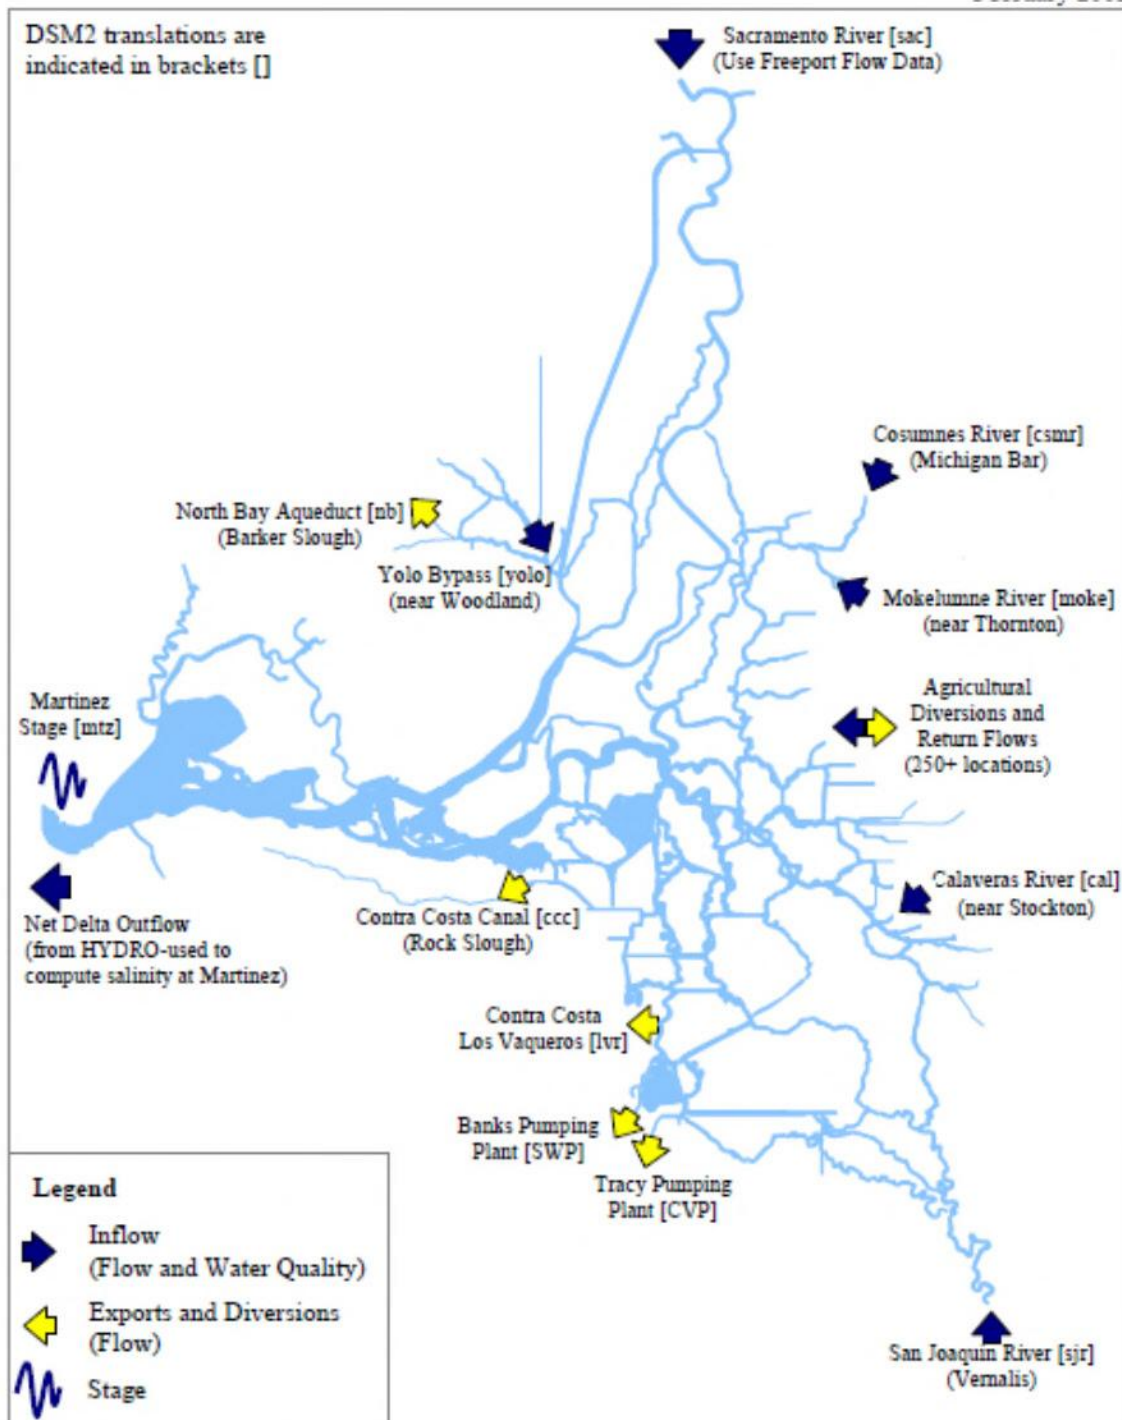 DSM2 translations are
indicated in brackets []
Sacramento River [sac]
(Use Freeport Flow Data)
Cosumnes River [csmr]
(Michigan Bar)
North Bay Aqueduct [nb]
(Barker Slough)
Yolo Bypass [yolo]
(near Woodland)
Mokelumne River [moke]
(near Thornton)
Martinez
Stage [mtz]
Agricultural
Diversions and
Return Flows
(250+ locations)
Net Delta Outflow
(from HYDRO-used to
compute salinity at Martinez)
Contra Costa Canal [ccc]
(Rock Slough)
Calaveras River [cal]
(near Stockton)
Contra Costa
Los Vaqueros [lvr]
Banks Pumping
Plant [SWP]
Tracy Pumping
Plant [CVP]
Legend
Inflow
(Flow and Water Quality)
Exports and Diversions
(Flow)
Stage
San Joaquin River [sjr]
(Vernalis)